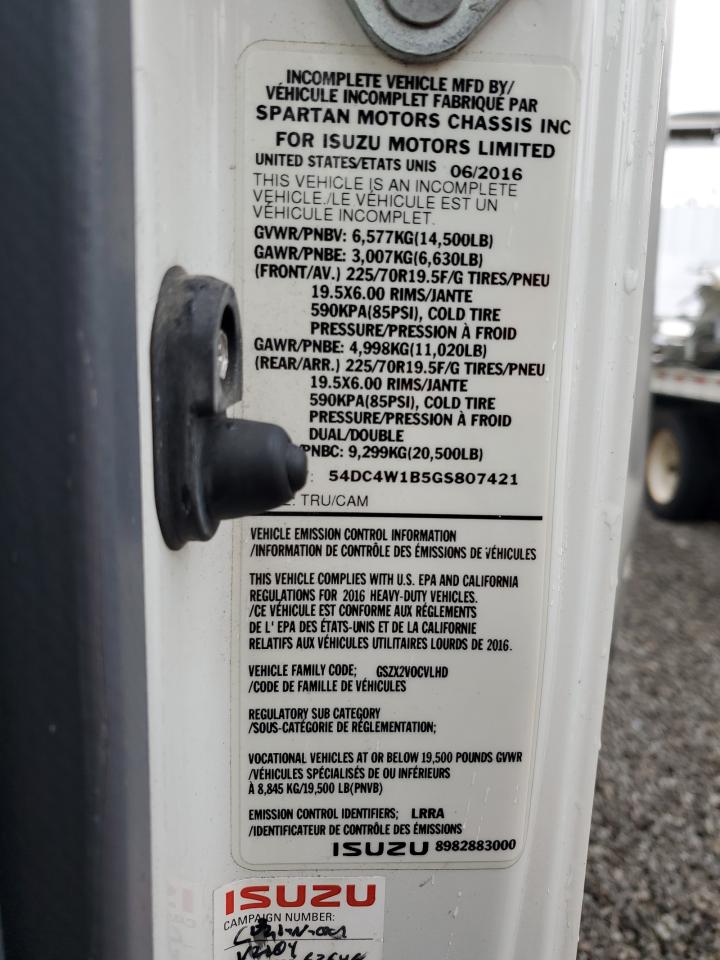 INCOMPLETE VEHICLE MFD BY/
VÉHICULE INCOMPLET FABRIQUÉ PAR
SPARTAN MOTORS CHASSIS INC
FOR ISUZU MOTORS LIMITED
UNITED STATES/ETATS UNIS 06/2016
THIS VEHICLE IS AN INCOMPLETE
VEHICLE./LE VÉHICULE EST UN
VÉHICULE INCOMPLET.
GVWR/PNBV: 6,577KG(14,500LB)
GAWR/PNBE: 3,007KG(6,630LB)
(FRONT/AV.) 225/70R19.5F/G TIRES/PNEU
19.5X6.00 RIMS/JANTE
590KPA(85PSI), COLD TIRE
PRESSURE/PRESSION À FROID
GAWR/PNBE: 4,998KG(11,020LB)
(REAR/ARR.) 225/70R19.5F/G TIRES/PNEU
19.5X6.00 RIMS/JANTE
590KPA(85PSI), COLD TIRE
PRESSURE/PRESSION À FROID
DUAL/DOUBLE
/PNBC: 9,299KG(20,500LB)
: 54DC4W1B5GS807421
: TRU/CAM
VEHICLE EMISSION CONTROL INFORMATION
/INFORMATION DE CONTRÔLE DES ÉMISSIONS DE VÉHICULES
THIS VEHICLE COMPLIES WITH U.S. EPA AND CALIFORNIA
REGULATIONS FOR 2016 HEAVY-DUTY VEHICLES.
/CE VÉHICULE EST CONFORME AUX RÉGLEMENTS
DE L' EPA DES ÉTATS-UNIS ET DE LA CALIFORNIE
RELATIFS AUX VÉHICULES UTILITAIRES LOURDS DE 2016.
VEHICLE FAMILY CODE; GSZX2VOCVLHD
/CODE DE FAMILLE DE VÉHICULES
REGULATORY SUB CATEGORY
/SOUS-CATÉGORIE DE RÉGLEMENTATION;
VOCATIONAL VEHICLES AT OR BELOW 19,500 POUNDS GVWR
/VÉHICULES SPÉCIALISÉS DE OU INFÉRIEURS
À 8,845 KG/19,500 LB(PNVB)
EMISSION CONTROL IDENTIFIERS; LRRA
/IDENTIFICATEUR DE CONTRÔLE DES ÉMISSIONS
ISUZU 8982883000
ISUZU
CAMPAIGN NUMBER: